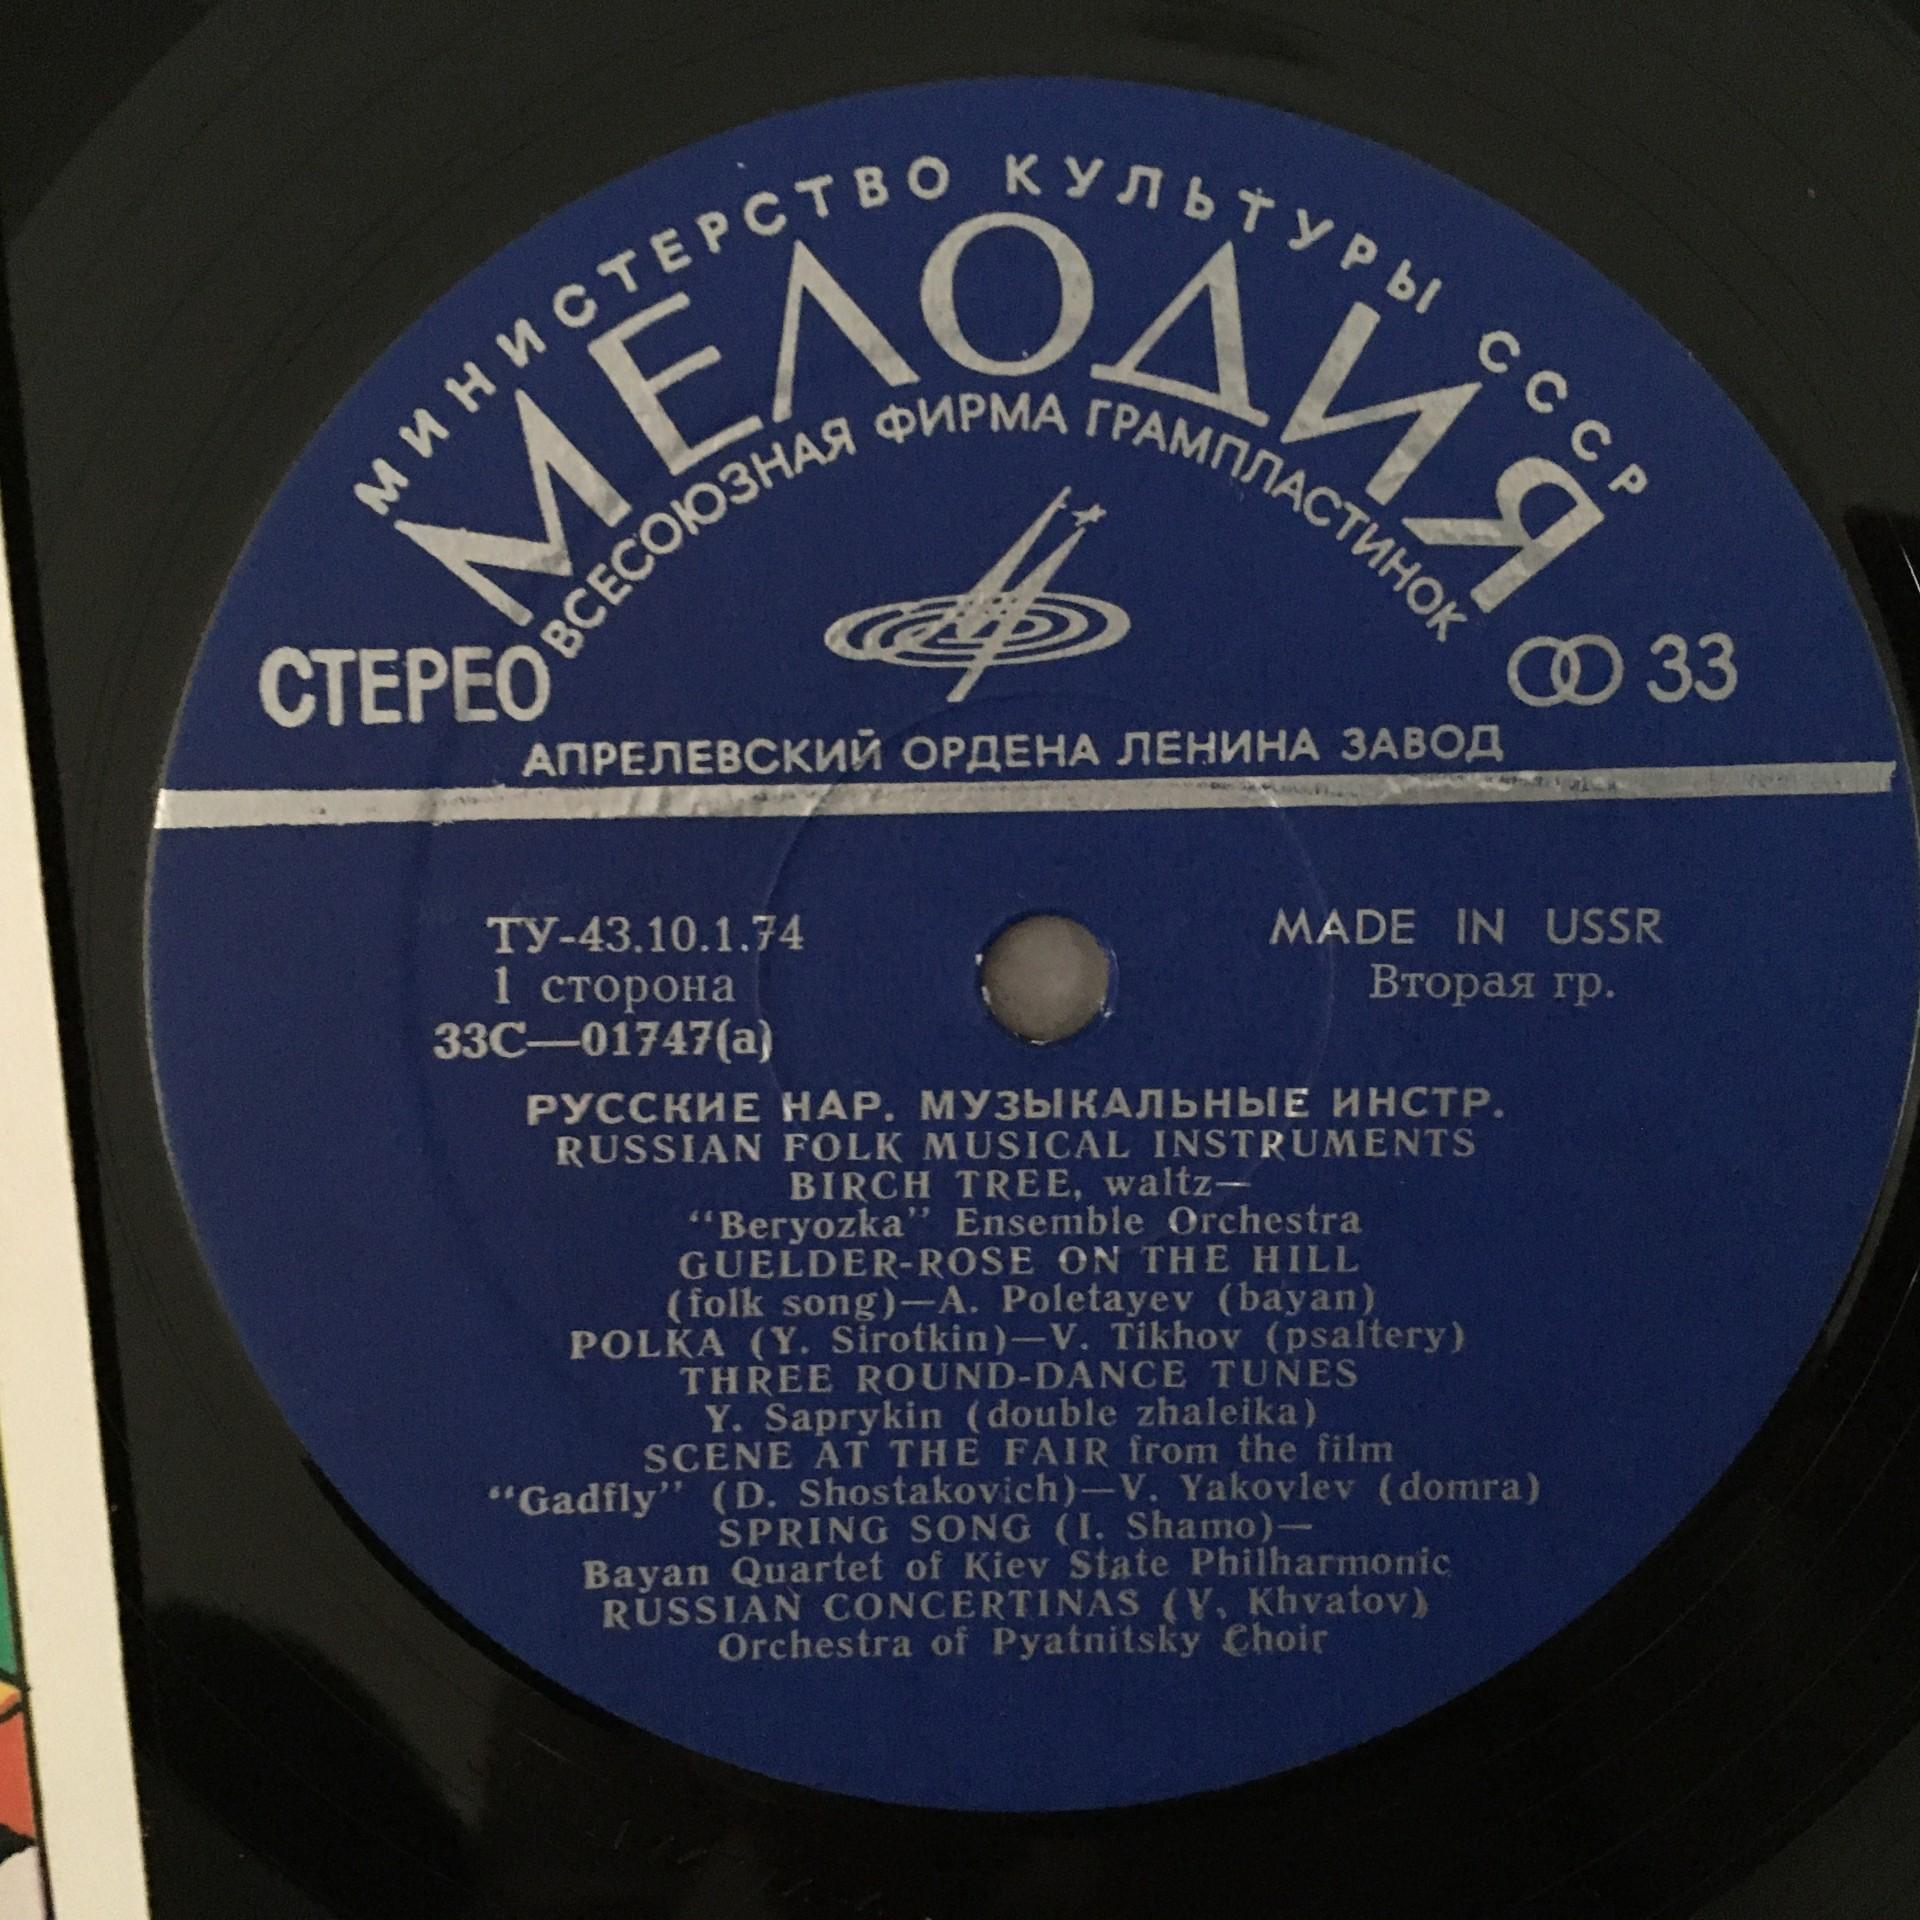 МИНИСТЕРСТВО КУЛЬТУРЫ СССР
МЕЛОДИЯ
ВСЕСОЮЗНАЯ ФИРМА ГРАМПЛАСТИНОК
СТЕРЕО
33
АПРЕЛЕВСКИЙ ОРДЕНА ЛЕНИНА ЗАВОД
ТУ-43.10.1.74
1 сторона
33С—01747(а)
MADE IN USSR
Вторая гр.
РУССКИЕ НАР. МУЗЫКАЛЬНЫЕ ИНСТР.
RUSSIAN FOLK MUSICAL INSTRUMENTS
BIRCH TREE, waltz—
“Beryozka” Ensemble Orchestra
GUELDER-ROSE ON THE HILL
(folk song)—A. Poletayev (bayan)
POLKA (Y. Sirotkin)—V. Tikhov (psaltery)
THREE ROUND-DANCE TUNES
Y. Saprykin (double zhaleika)
SCENE AT THE FAIR from the film
“Gadfly” (D. Shostakovich)—V. Yakovlev (domra)
SPRING SONG (I. Shamo)—
Bayan Quartet of Kiev State Philharmonic
RUSSIAN CONCERTINAS (V. Khvatov)
Orchestra of Pyatnitsky Choir